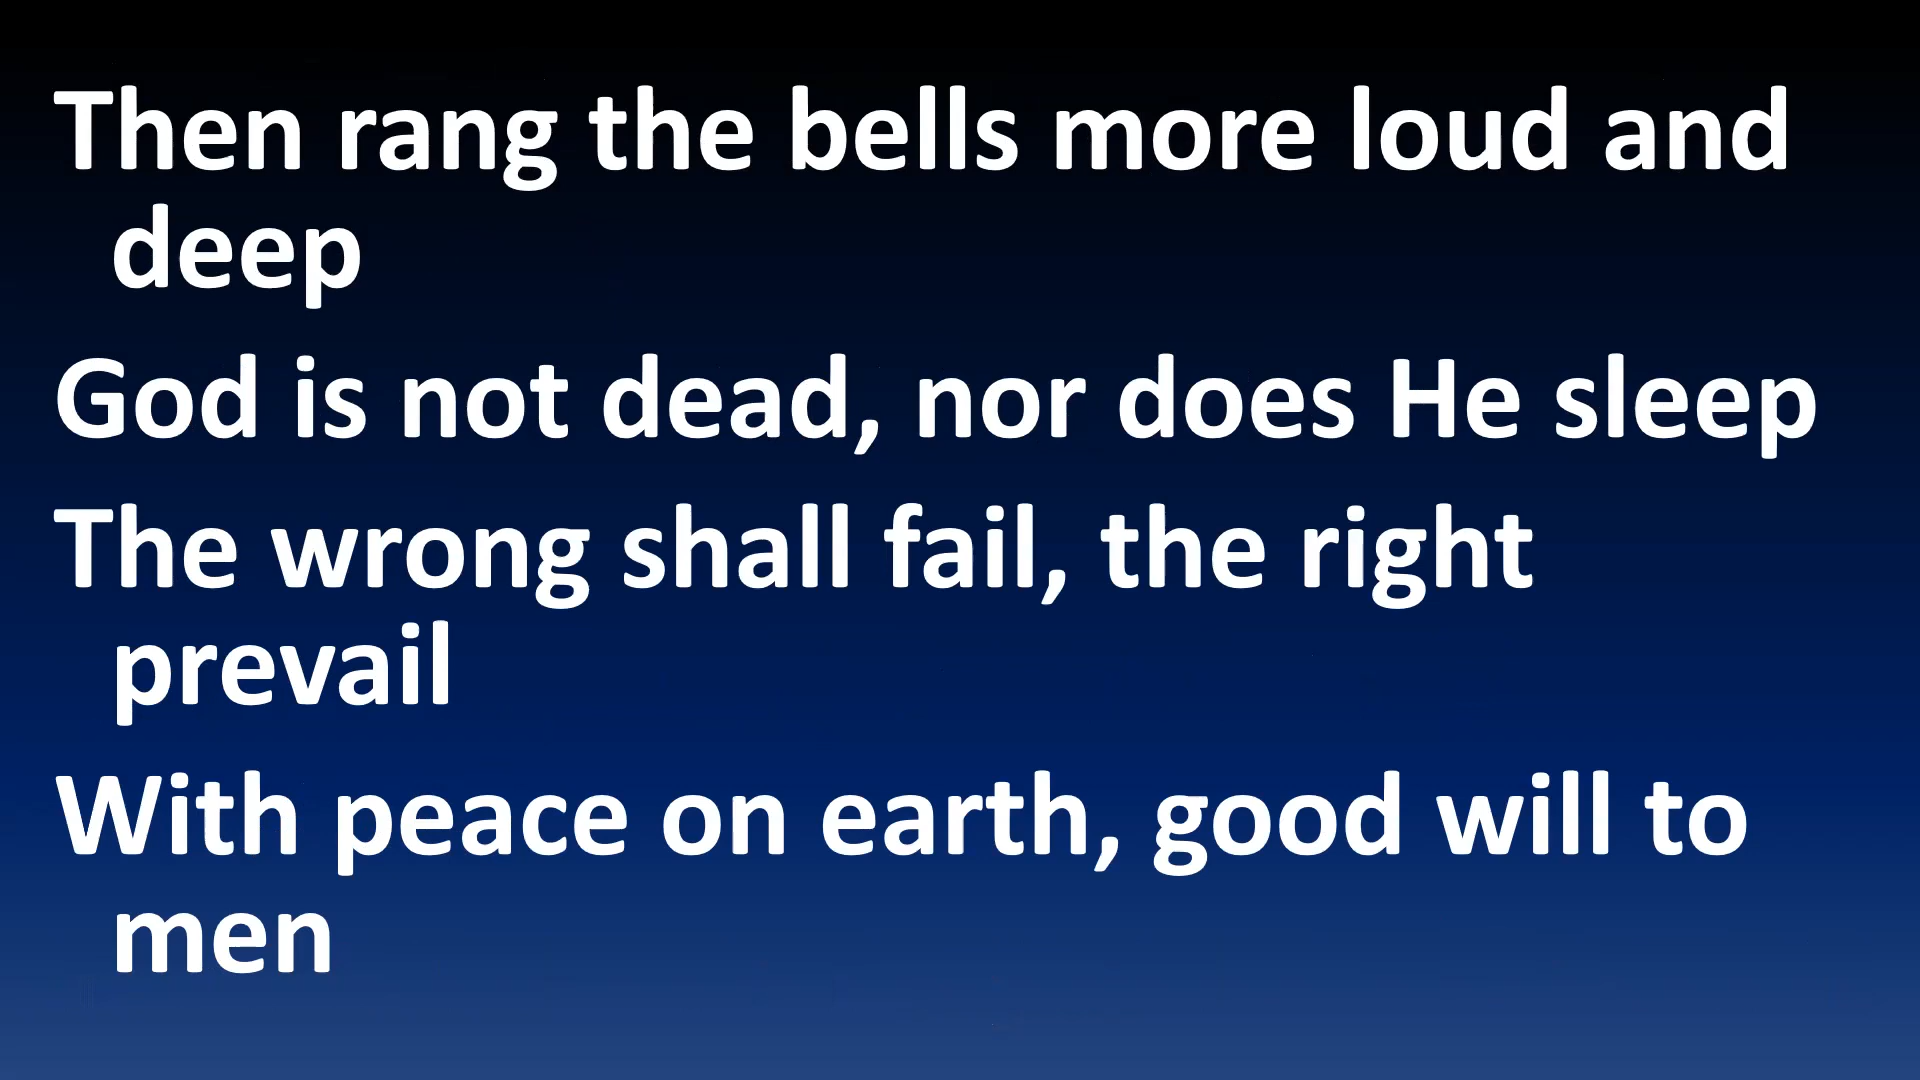 Then rang the bells more loud and
deep
God is not dead, nor does He sleep
The wrong shall fail, the right
prevail
With peace on earth, good will to
men